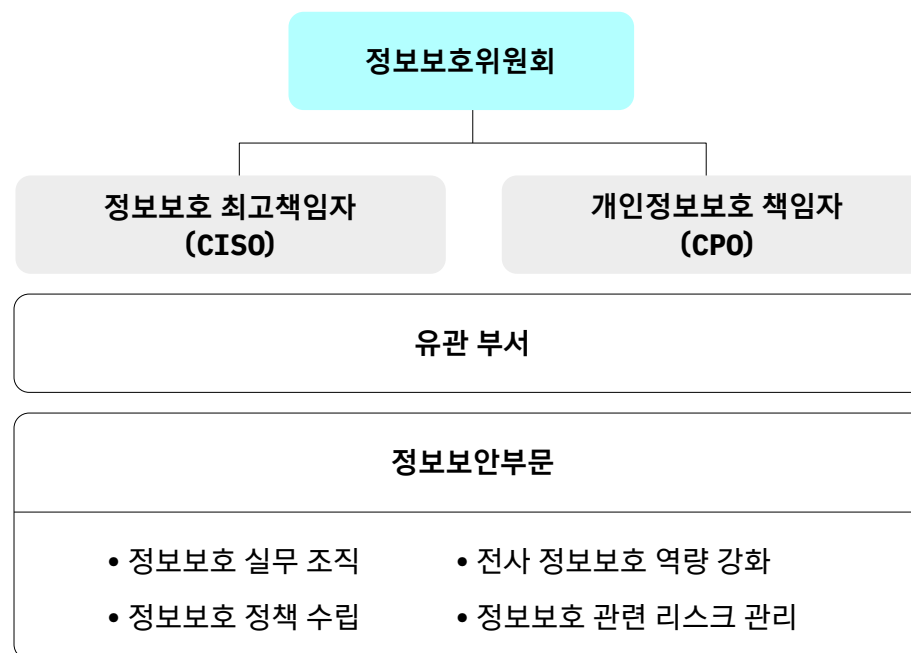 정보보호위원회
정보보호 최고책임자
(CISO)
개인정보보호 책임자
(CPO)
유관 부서
정보보안부문
• 정보보호 실무 조직
• 전사 정보보호 역량 강화
• 정보보호 정책 수립
• 정보보호 관련 리스크 관리